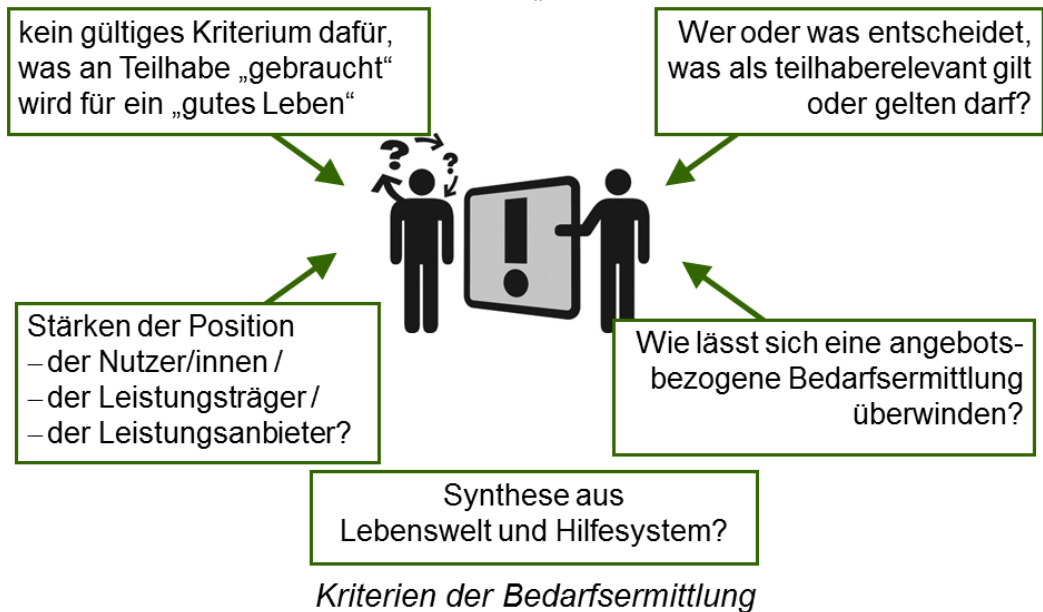 „
kein gültiges Kriterium dafür,
was an Teilhabe „gebraucht“
wird für ein „gutes Leben“
Wer oder was entscheidet,
was als teilhaberelevant gilt
oder gelten darf?
? ?
!
Stärken der Position
– der Nutzer/innen /
– der Leistungsträger /
– der Leistungsanbieter?
Wie lässt sich eine angebots-
bezogene Bedarfsermittlung
überwinden?
Synthese aus
Lebenswelt und Hilfesystem?
Kriterien der Bedarfsermittlung